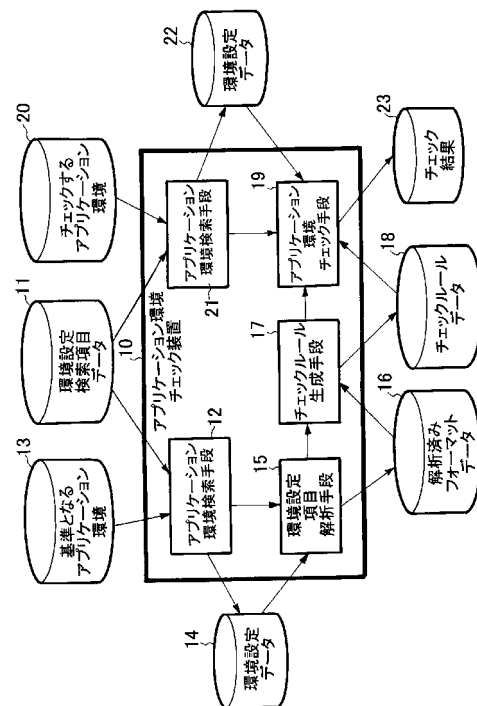 13
基準となる
アプリケーション
環境
11
環境設定
検索項目
データ
20
チェックする
アプリケーション
環境
10
アプリケーション環境
チェック装置
12
アプリケーション
環境検索手段
アプリケーション
環境検索手段
21
14
環境設定
データ
22
環境設定
データ
15
環境設定
項目
解析手段
17
チェックルール
生成手段
19
アプリケーション
環境
チェック手段
16
解析済み
フォーマット
データ
18
チェックルール
データ
23
チェック
結果